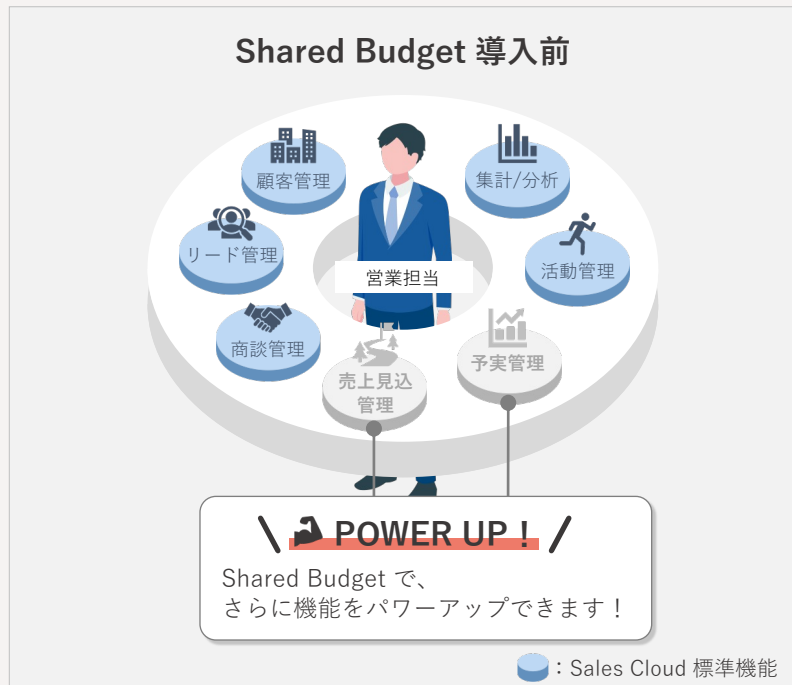 Shared Budget 導入前
顧客管理
集計/分析
リード管理
活動管理
営業担当
商談管理
売上見込
管理
予実管理
POWER UP！
Shared Budget で、
さらに機能をパワーアップできます！
：Sales Cloud 標準機能